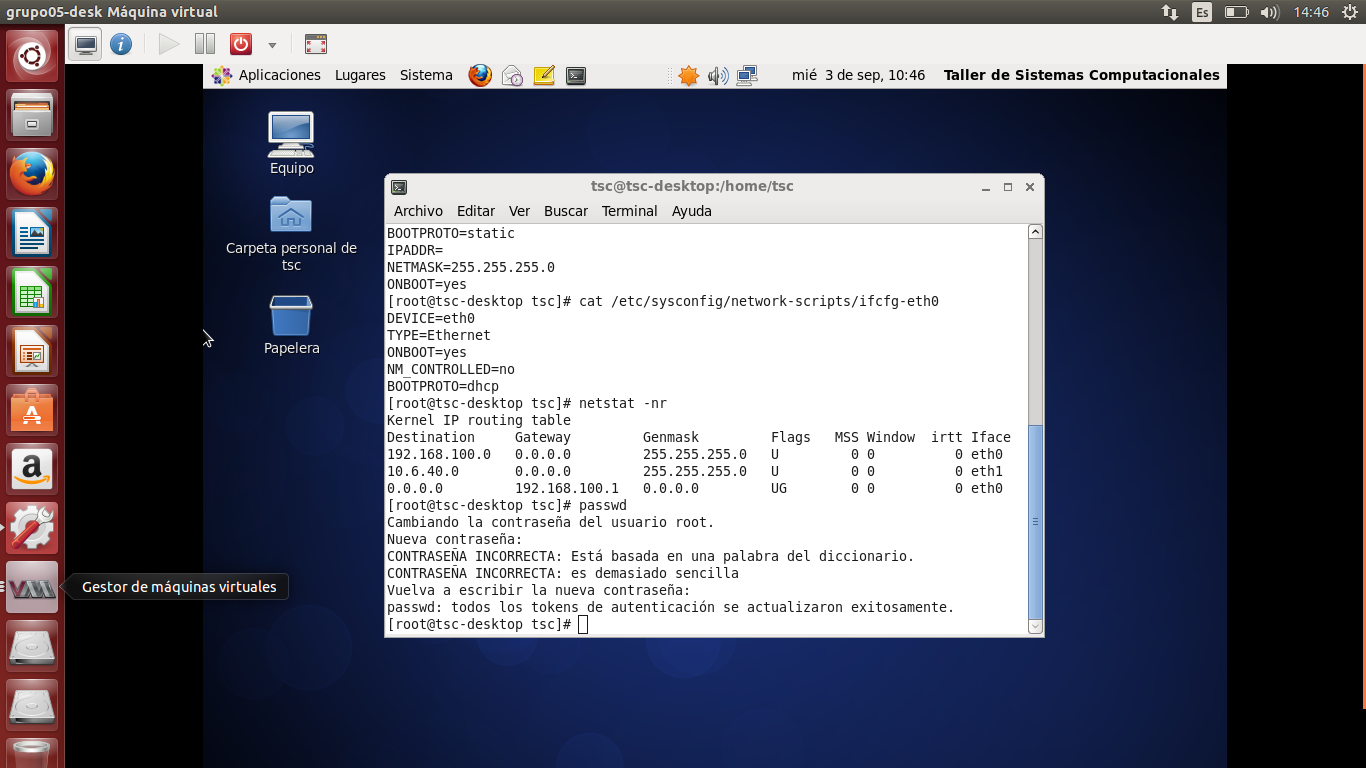 grupo05-desk Máquina virtual
Es
14:46
Aplicaciones Lugares Sistema
mié 3 de sep, 10:46
Taller de Sistemas Computacionales
Equipo
Carpeta personal de
tsc
Papelera
tsc@tsc-desktop:/home/tsc
Archivo Editar Ver Buscar Terminal Ayuda
BOOTPROTO=static
IPADDR=
NETMASK=255.255.255.0
ONBOOT=yes
[root@tsc-desktop tsc]# cat /etc/sysconfig/network-scripts/ifcfg-eth0
DEVICE=eth0
TYPE=Ethernet
ONBOOT=yes
NM_CONTROLLED=no
BOOTPROTO=dhcp
[root@tsc-desktop tsc]# netstat -nr
Kernel IP routing table
Destination     Gateway         Genmask         Flags   MSS Window  irtt Iface
192.168.100.0   0.0.0.0         255.255.255.0   U         0 0          0 eth0
10.6.40.0       0.0.0.0         255.255.255.0   U         0 0          0 eth1
0.0.0.0         192.168.100.1   0.0.0.0         UG        0 0          0 eth0
[root@tsc-desktop tsc]# passwd
Cambiando la contraseña del usuario root.
Nueva contraseña:
CONTRASEÑA INCORRECTA: Está basada en una palabra del diccionario.
CONTRASEÑA INCORRECTA: es demasiado sencilla
Vuelva a escribir la nueva contraseña:
passwd: todos los tokens de autenticación se actualizaron exitosamente.
[root@tsc-desktop tsc]#
Gestor de máquinas virtuales